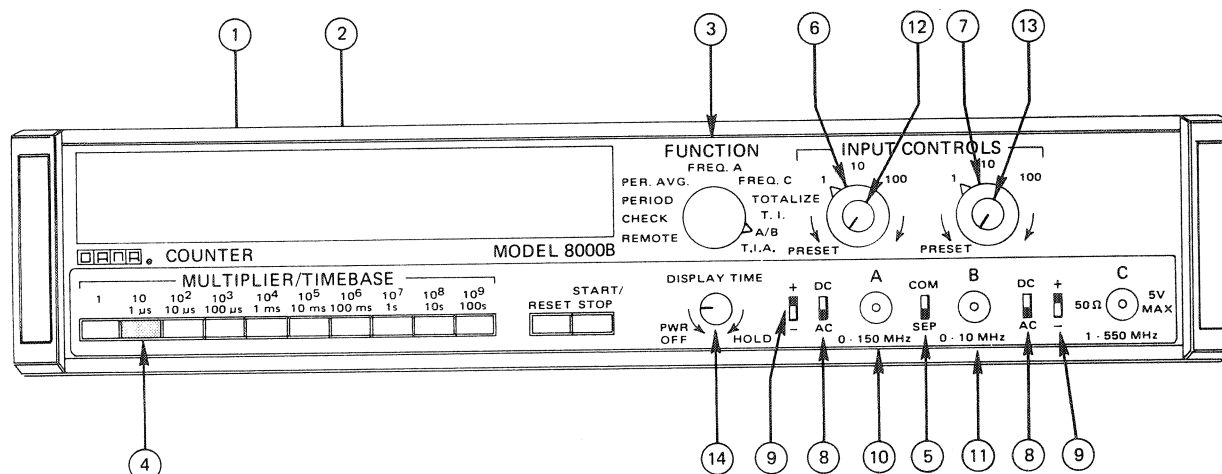 1 2 3 6 12 7 13
FUNCTION
INPUT CONTROLS
FREQ. A
FREQ. C
TOTALIZE
T. I.
A/B
T.I.A.
PER. AVG.
PERIOD
CHECK
REMOTE
1 10 100
PRESET
1 10 100
PRESET
DANA. COUNTER
MODEL 8000B
MULTIPLIER/TIMEBASE
1 10 10² 10³ 10⁴ 10⁵ 10⁶ 10⁷ 10⁸ 10⁹
1 µs 10 µs 100 µs 1 ms 10 ms 100 ms 1s 10s 100s
START/
RESET STOP
DISPLAY TIME
PWR
OFF
HOLD
+
−
DC
AC
A
0 - 150 MHz
COM
SEP
B
0 - 10 MHz
DC
AC
+
−
C
50 Ω
5V
MAX
1 - 550 MHz
4 14 9 8 10 5 11 8 9